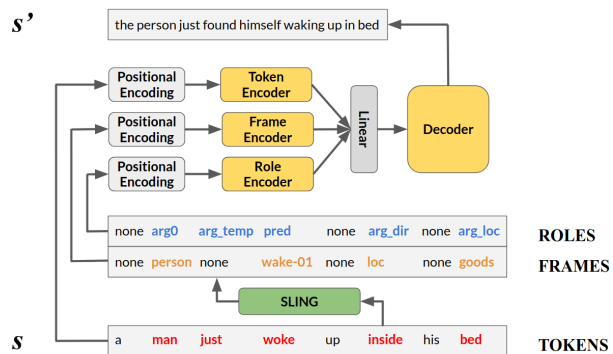 s’
the person just found himself waking up in bed
Positional Encoding
Token Encoder
Positional Encoding
Frame Encoder
Linear
Decoder
Positional Encoding
Role Encoder
none arg0 arg_temp pred none arg_dir none arg_loc ROLES
none person none wake-01 none loc none goods FRAMES
SLING
s a man just woke up inside his bed TOKENS